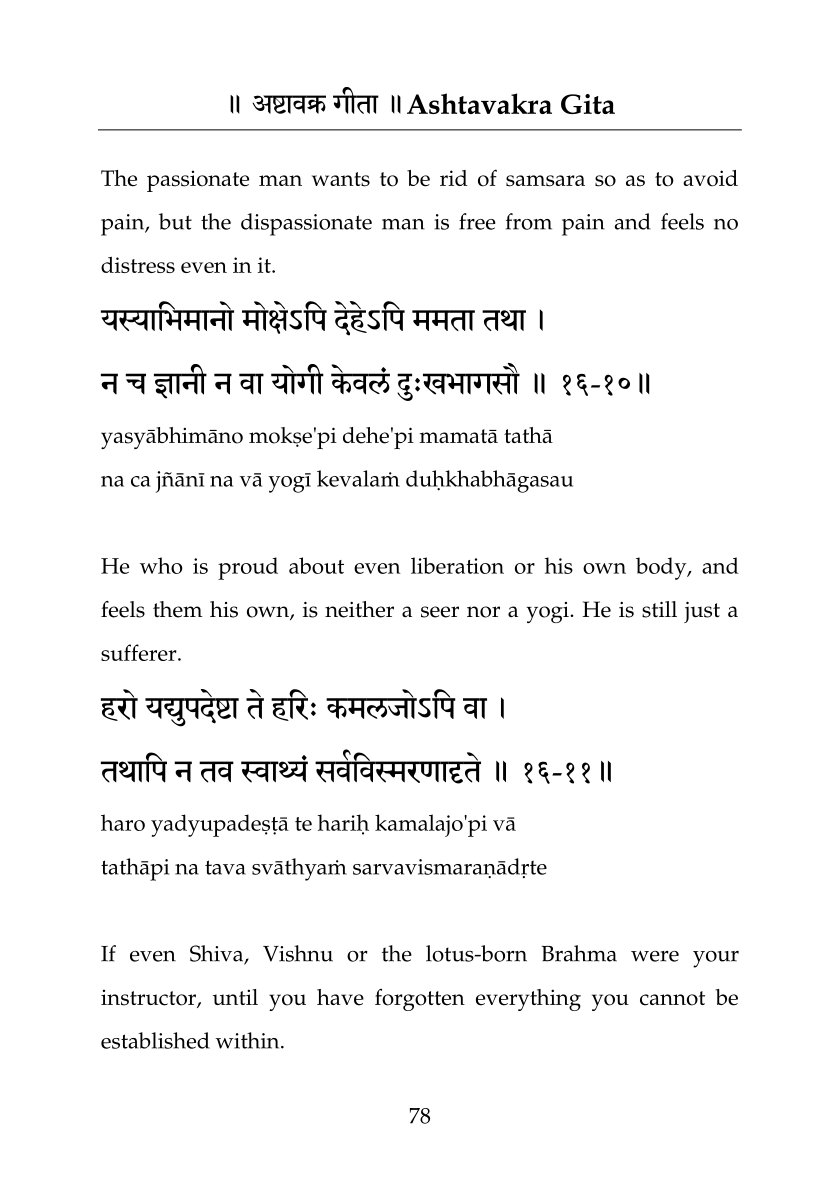 ॥ अष्टावक्र गीता ॥ Ashtavakra Gita
The passionate man wants to be rid of samsara so as to avoid
pain, but the dispassionate man is free from pain and feels no
distress even in it.
यस्याभिमानो मोक्षेऽपि देहेऽपि ममता तथा ।
न च ज्ञानी न वा योगी केवलं दुःखभागसौ ॥ १६-१०॥
yasyābhimāno mokṣe'pi dehe'pi mamatā tathā
na ca jñānī na vā yogī kevalaṁ duḥkhabhāgasau
He who is proud about even liberation or his own body, and
feels them his own, is neither a seer nor a yogi. He is still just a
sufferer.
हरो यद्युपदेष्टा ते हरिः कमलजोऽपि वा ।
तथापि न तव स्वाथ्यं सर्वविस्मरणादृते ॥ १६-११॥
haro yadyupadeṣṭā te hariḥ kamalajo'pi vā
tathāpi na tava svāthyaṁ sarvavismaraṇādṛte
If even Shiva, Vishnu or the lotus-born Brahma were your
instructor, until you have forgotten everything you cannot be
established within.
78